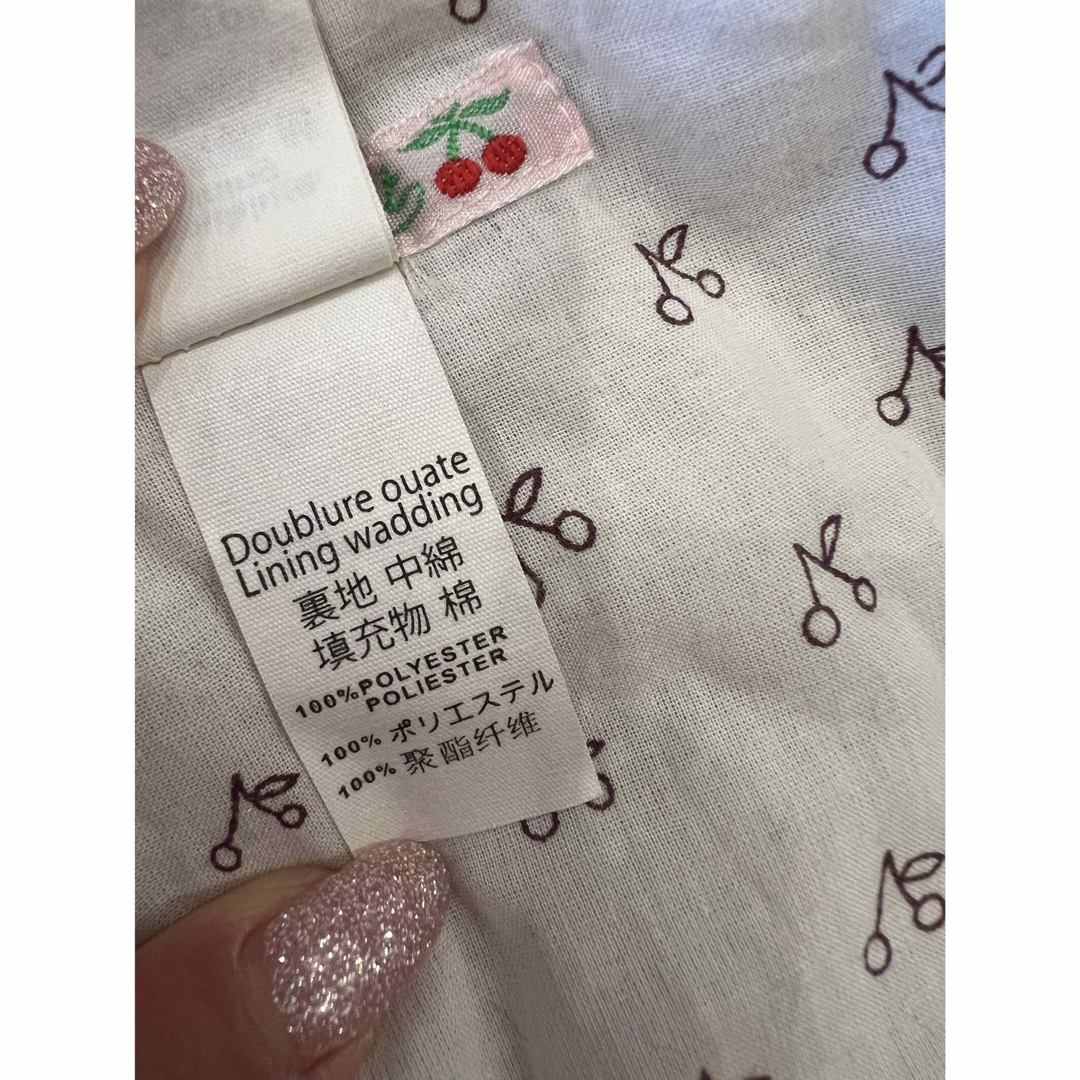 Doublure ouate
Lining wadding
裏地 中綿
填充物 棉
100%POLYESTER
POLIESTER
100% ポリエステル
100% 聚酯纤维